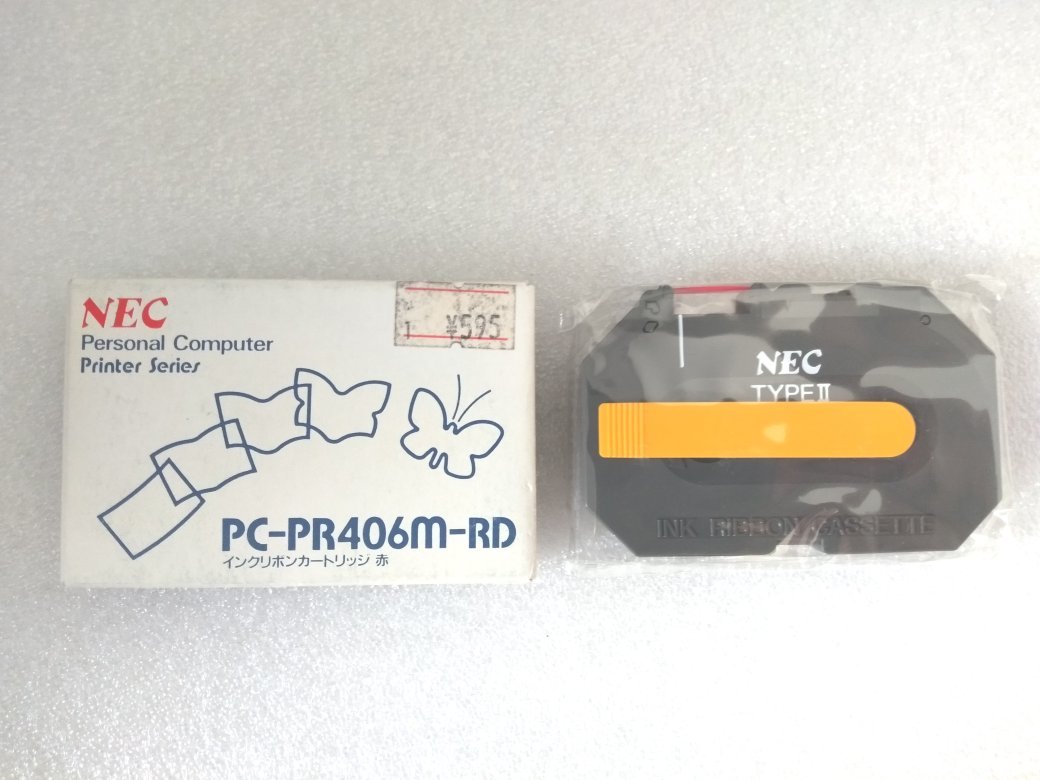 NEC
Personal Computer
Printer Series
1 ¥595
PC-PR406M-RD
インクリボンカートリッジ 赤
NEC
TYPE II
INK RIBBON CASSETTE